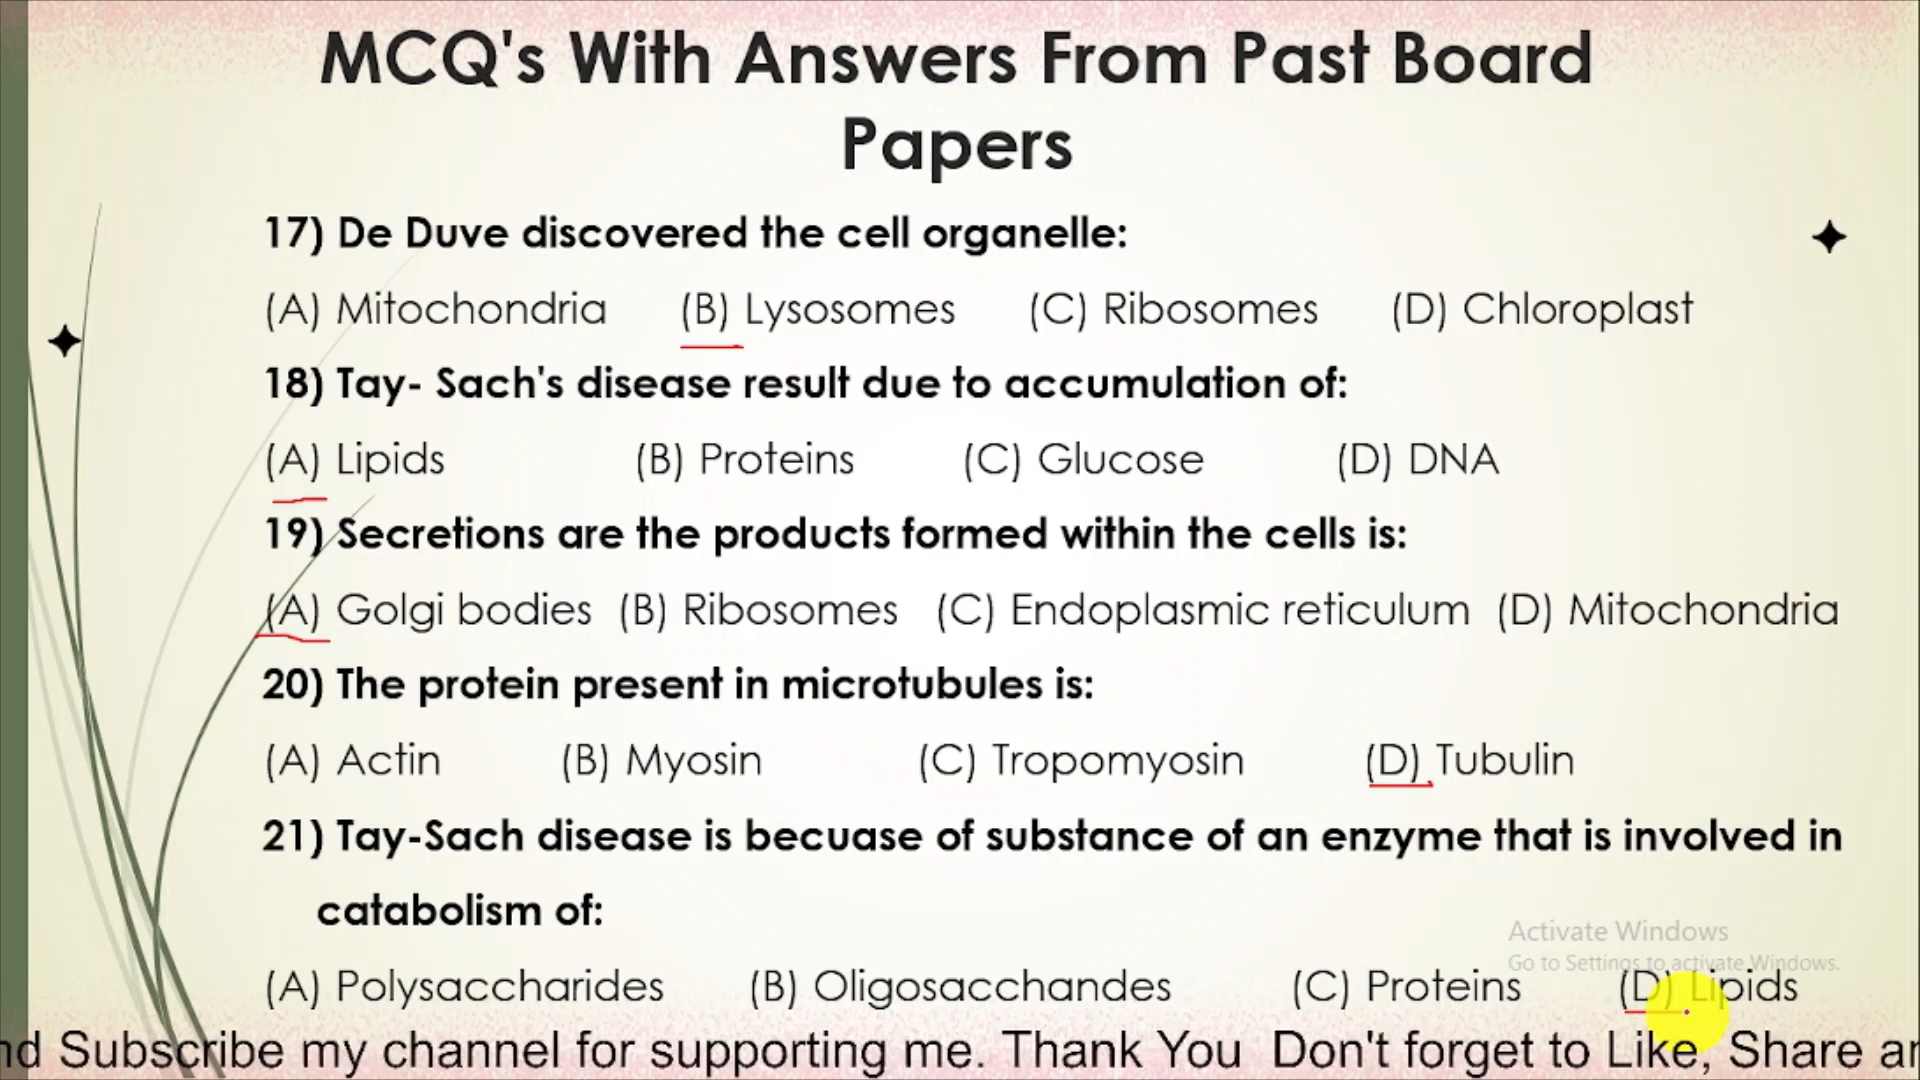 MCQ's With Answers From Past Board
Papers
17) De Duve discovered the cell organelle:
(A) Mitochondria (B) Lysosomes (C) Ribosomes (D) Chloroplast
18) Tay- Sach's disease result due to accumulation of:
(A) Lipids (B) Proteins (C) Glucose (D) DNA
19) Secretions are the products formed within the cells is:
(A) Golgi bodies (B) Ribosomes (C) Endoplasmic reticulum (D) Mitochondria
20) The protein present in microtubules is:
(A) Actin (B) Myosin (C) Tropomyosin (D) Tubulin
21) Tay-Sach disease is becuase of substance of an enzyme that is involved in
catabolism of:
Activate Windows
Go to Settings to activate Windows.
(A) Polysaccharides (B) Oligosacchandes (C) Proteins (D) Lipids
nd Subscribe my channel for supporting me. Thank You Don't forget to Like, Share ar